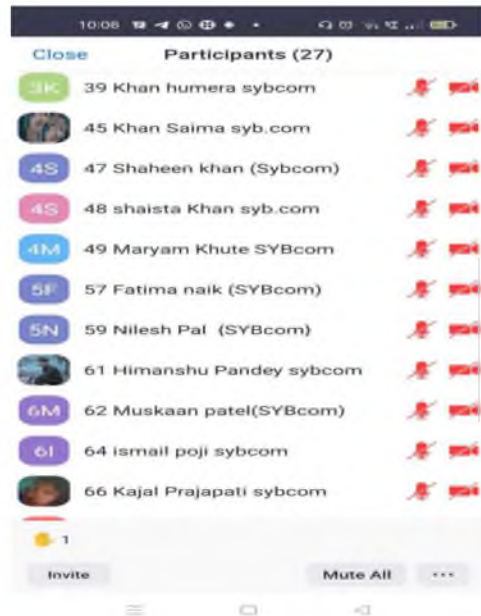 10:08
Close Participants (27)
3K 39 Khan humera sybcom
45 Khan Saima syb.com
4S 47 Shaheen khan (Sybcom)
4S 48 shaista Khan syb.com
4M 49 Maryam Khute SYBcom
5F 57 Fatima naik (SYBcom)
5N 59 Nilesh Pal (SYBcom)
61 Himanshu Pandey sybcom
6M 62 Muskaan patel(SYBcom)
6I 64 ismail poji sybcom
66 Kajal Prajapati sybcom
1
Invite Mute All ...